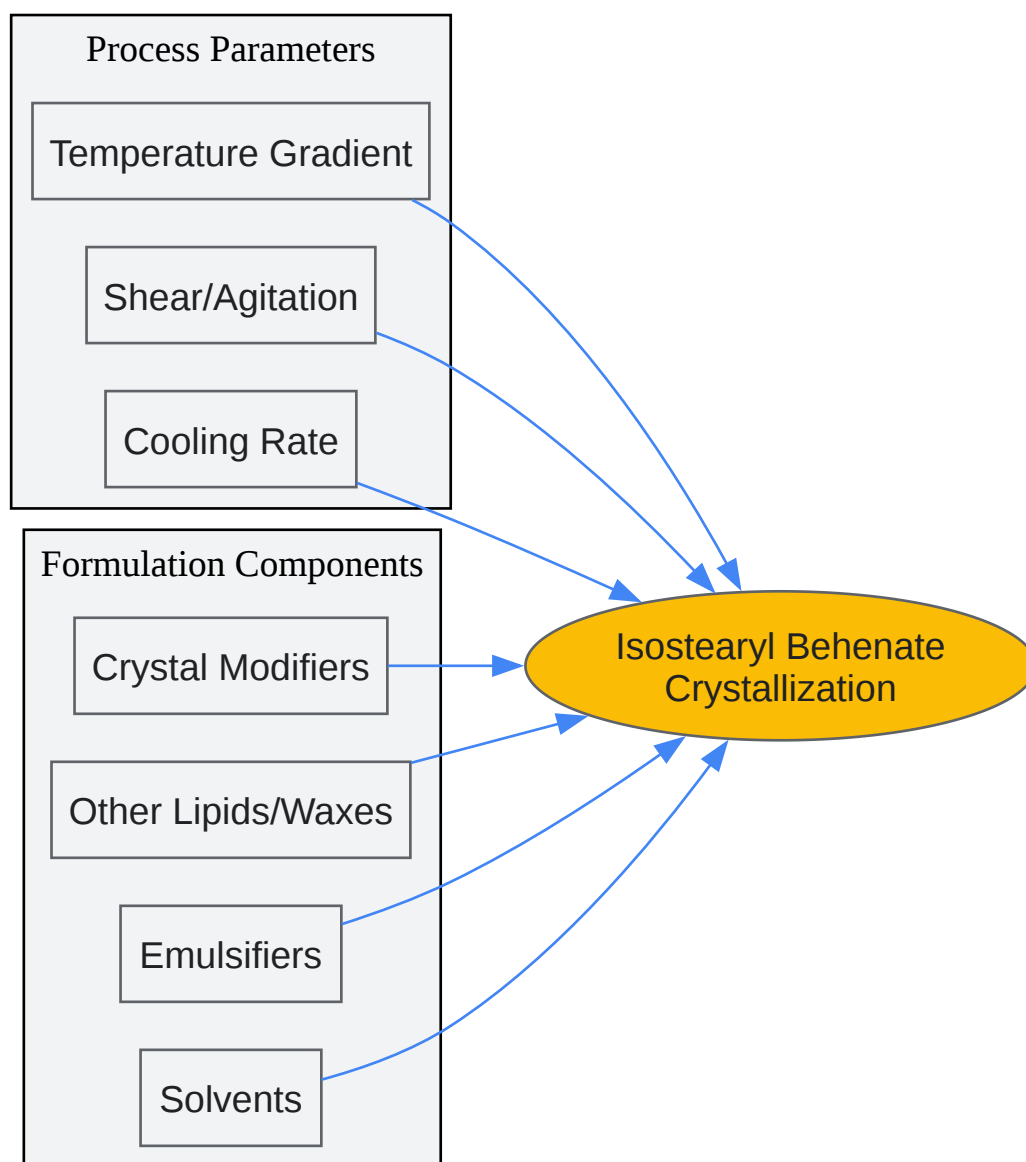 Process Parameters
Temperature Gradient
Shear/Agitation
Cooling Rate
Formulation Components
Crystal Modifiers
Other Lipids/Waxes
Emulsifiers
Solvents
Isostearyl Behenate
Crystallization